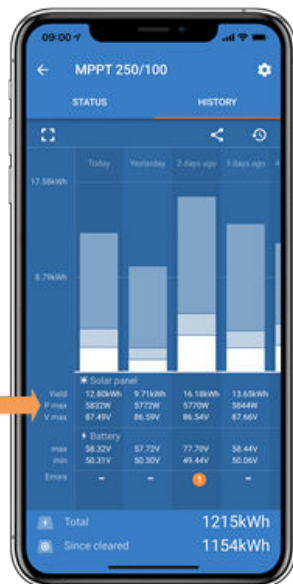 09:00
MPPT 250/100
STATUS HISTORY
Today Yesterday 2 days ago 3 days ago 4
17.58kWh
8.79kWh
Solar panel
Yield 12.80kWh 9.71kWh 16.18kWh 13.65kWh
P max 5832W 5772W 5770W 5844W
V max 87.49V 86.59V 86.54V 87.66V
Battery
max 58.32V 57.72V 77.70V 58.44V
min 50.31V 50.30V 49.44V 50.06V
Errors – – 1 –
Total 1215kWh
Since cleared 1154kWh